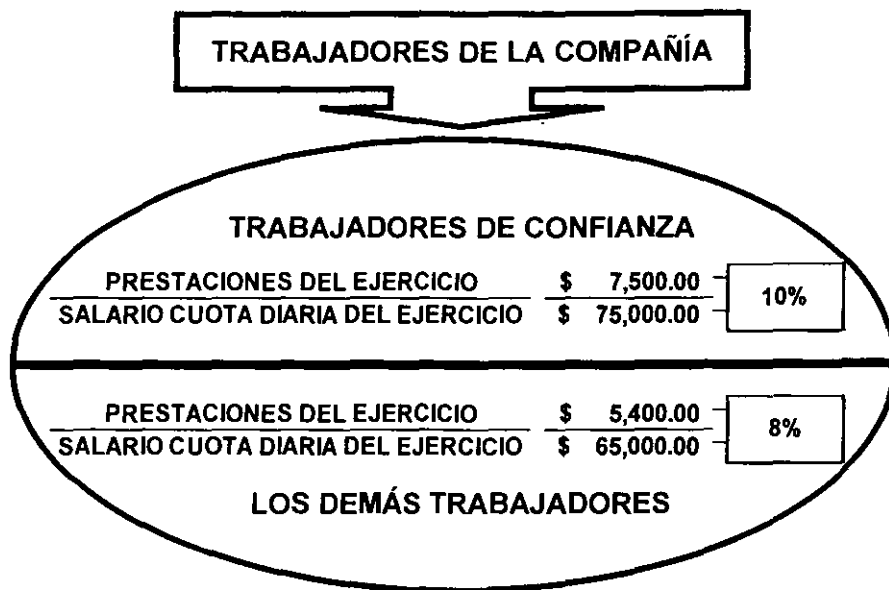 TRABAJADORES DE LA COMPAÑÍA
TRABAJADORES DE CONFIANZA
PRESTACIONES DEL EJERCICIO $ 7,500.00
10%
SALARIO CUOTA DIARIA DEL EJERCICIO $ 75,000.00
PRESTACIONES DEL EJERCICIO $ 5,400.00
8%
SALARIO CUOTA DIARIA DEL EJERCICIO $ 65,000.00
LOS DEMÁS TRABAJADORES